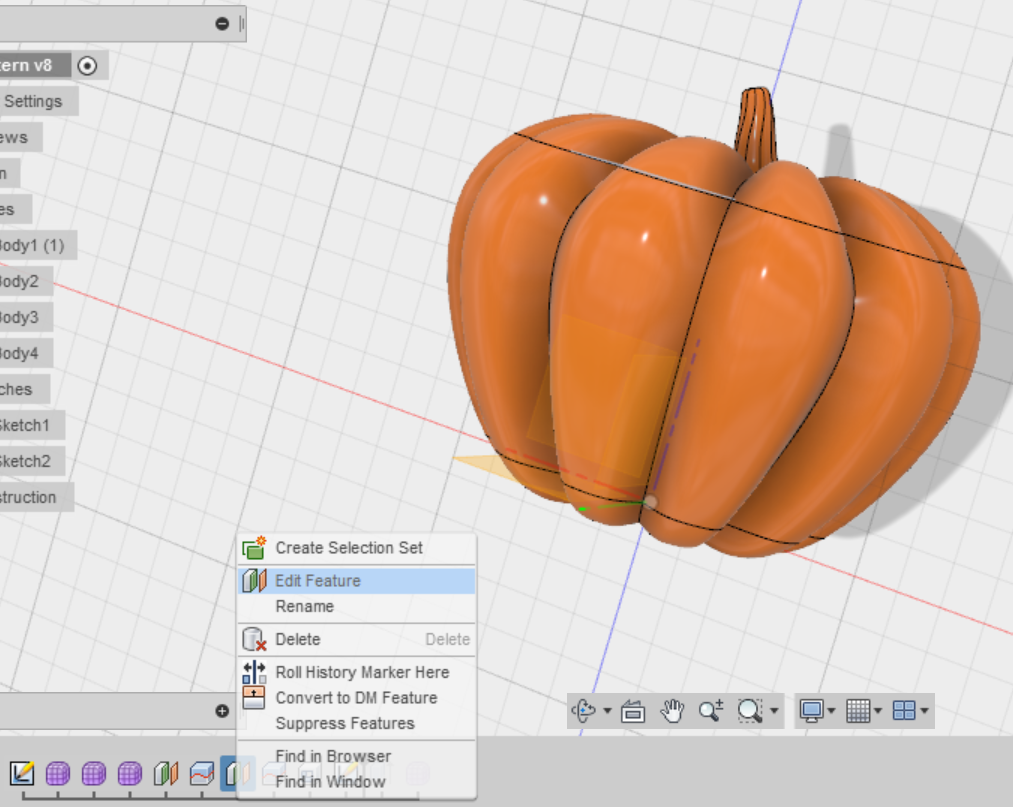 tern v8
Settings
ews
n
es
Body1 (1)
Body2
Body3
Body4
ches
Sketch1
Sketch2
struction
Create Selection Set
Edit Feature
Rename
Delete Delete
Roll History Marker Here
Convert to DM Feature
Suppress Features
Find in Browser
Find in Window